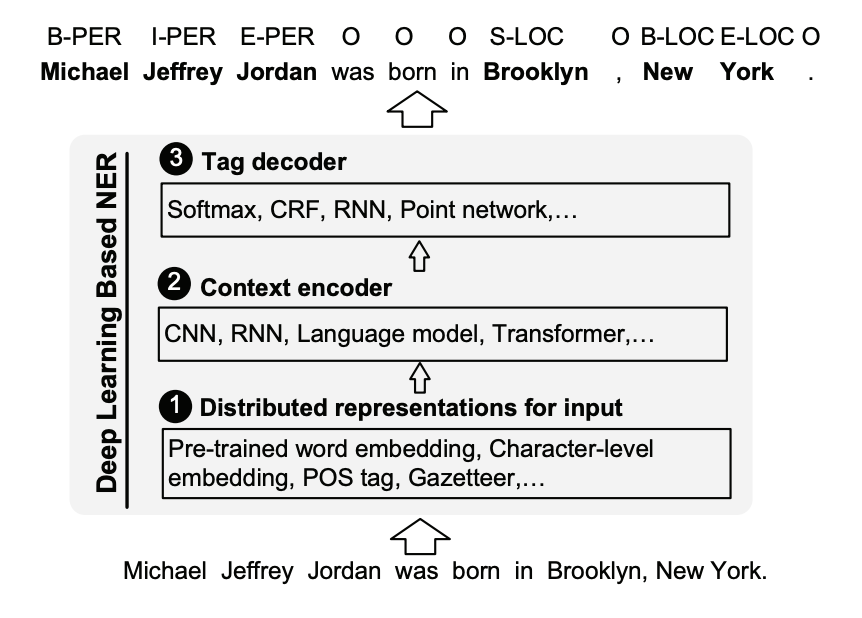 B-PER I-PER E-PER O O O S-LOC O B-LOC E-LOC O
Michael Jeffrey Jordan was born in Brooklyn , New York .
Deep Learning Based NER
3 Tag decoder
Softmax, CRF, RNN, Point network,…
2 Context encoder
CNN, RNN, Language model, Transformer,…
1 Distributed representations for input
Pre-trained word embedding, Character-level
embedding, POS tag, Gazetteer,…
Michael Jeffrey Jordan was born in Brooklyn, New York.